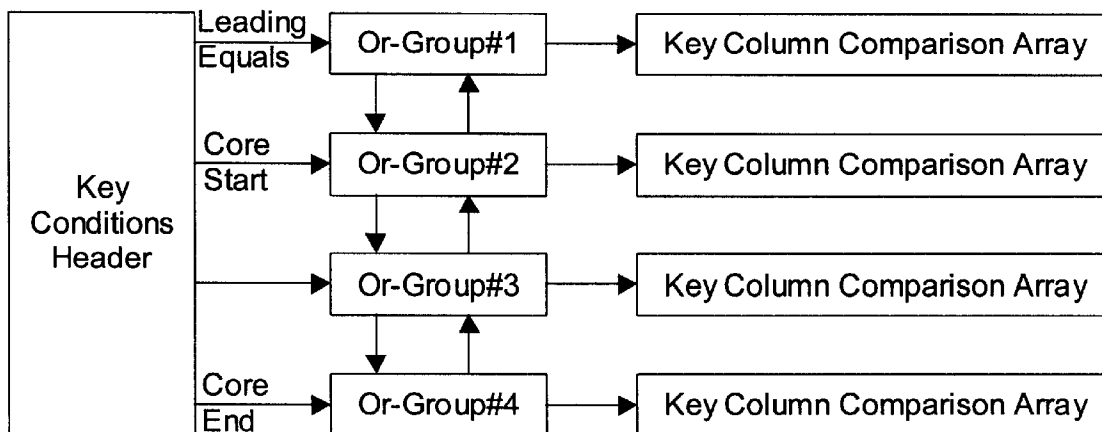 Leading
Equals
Or-Group#1
Key Column Comparison Array
Core
Start
Or-Group#2
Key Column Comparison Array
Key
Conditions
Header
Or-Group#3
Key Column Comparison Array
Core
End
Or-Group#4
Key Column Comparison Array